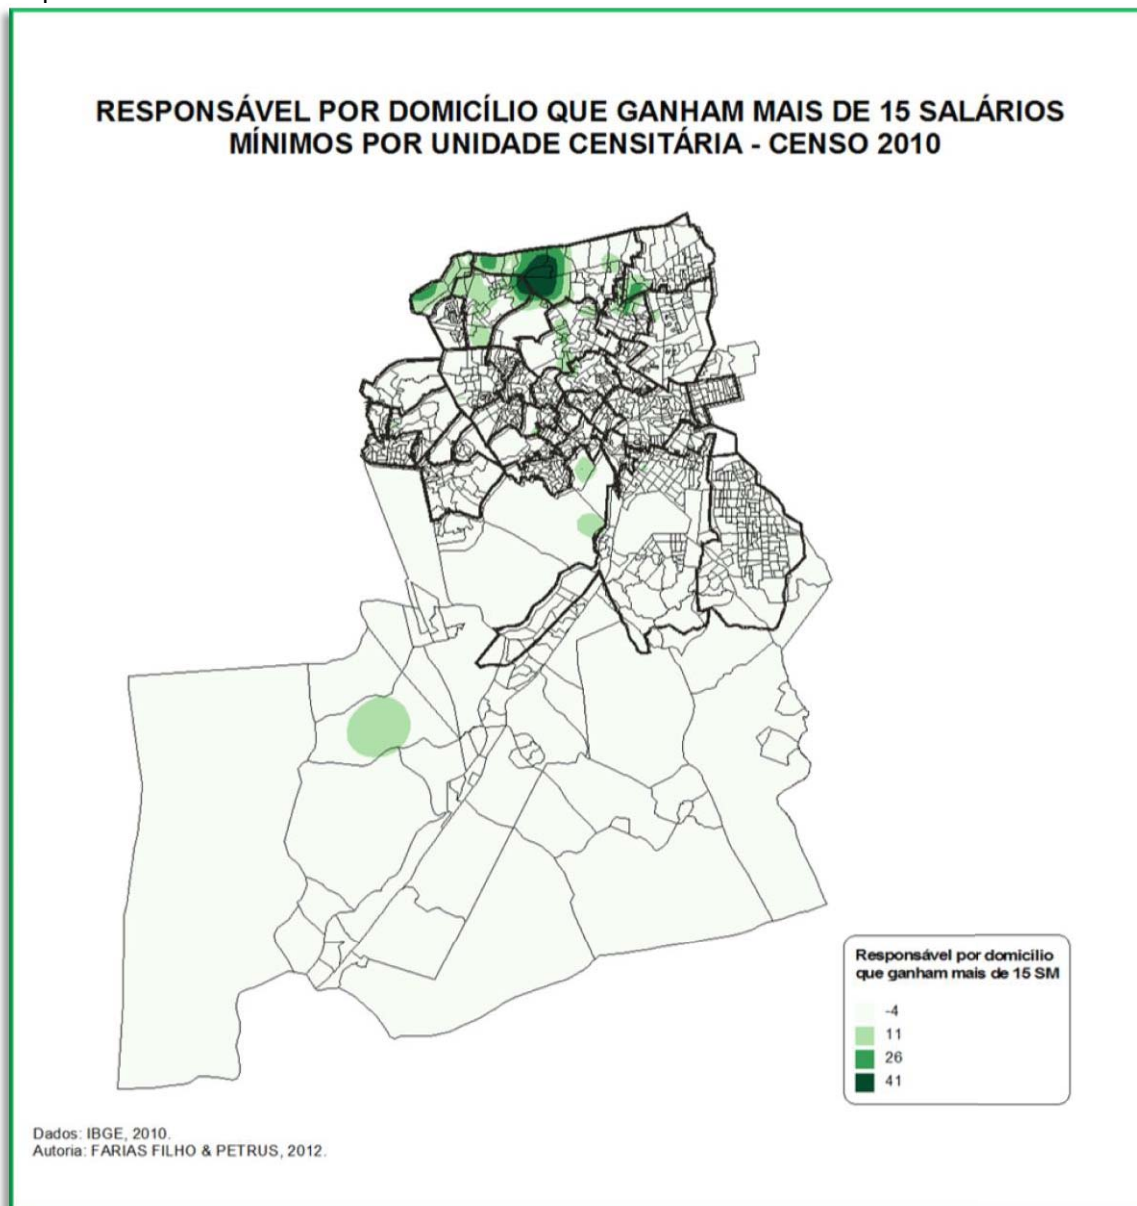 RESPONSÁVEL POR DOMICÍLIO QUE GANHAM MAIS DE 15 SALÁRIOS
MÍNIMOS POR UNIDADE CENSITÁRIA - CENSO 2010
Responsável por domicílio
que ganham mais de 15 SM
-4
11
26
41
Dados: IBGE, 2010.
Autoria: FARIAS FILHO & PETRUS, 2012.